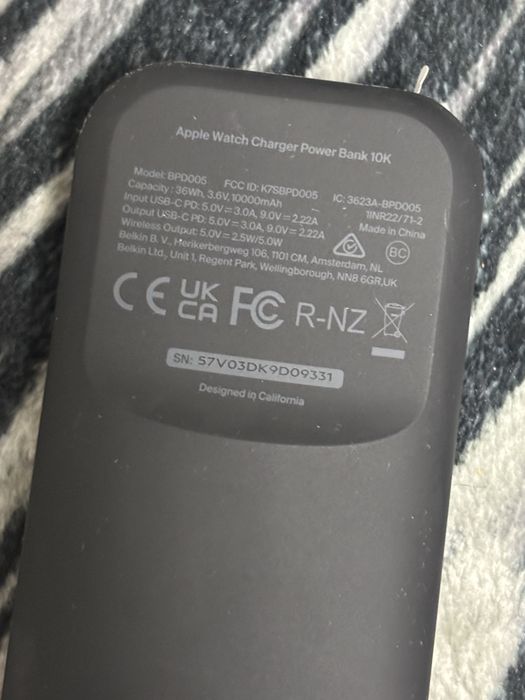 Apple Watch Charger Power Bank 10K
Model: BPD005 FCC ID: K7SBPD005 IC: 3623A-BPD005
Capacity: 36Wh, 3.6V, 10000mAh 1INR22/71-2
Input USB-C PD: 5.0V⎓3.0A, 9.0V⎓2.22A Made in China
Output USB-C PD: 5.0V⎓3.0A, 9.0V⎓2.22A
Wireless Output: 5.0V⎓2.5W/5.0W BC
Belkin B.V., Herikerbergweg 106, 1101 CM, Amsterdam, NL
Belkin Ltd., Unit 1, Regent Park, Wellingborough, NN8 6GR,UK
CE UK CA FC R-NZ
SN: 57V03DK9D09331
Designed in California